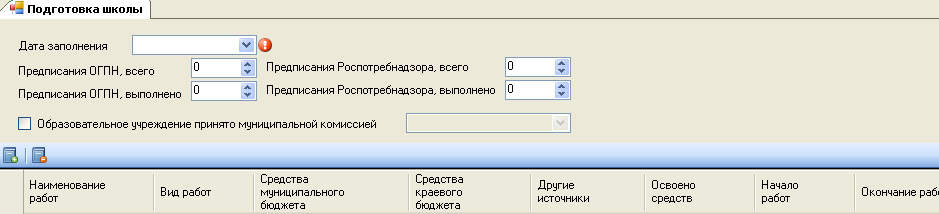 Подготовка школы
Дата заполнения
Предписания ОГПН, всего 0 Предписания Роспотребнадзора, всего 0
Предписания ОГПН, выполнено 0 Предписания Роспотребнадзора, выполнено 0
Образовательное учреждение принято муниципальной комиссией
Наименование
работ
Вид работ
Средства
муниципального
бюджета
Средства
краевого
бюджета
Другие
источники
Освоено
средств
Начало
работ
Окончание рабо